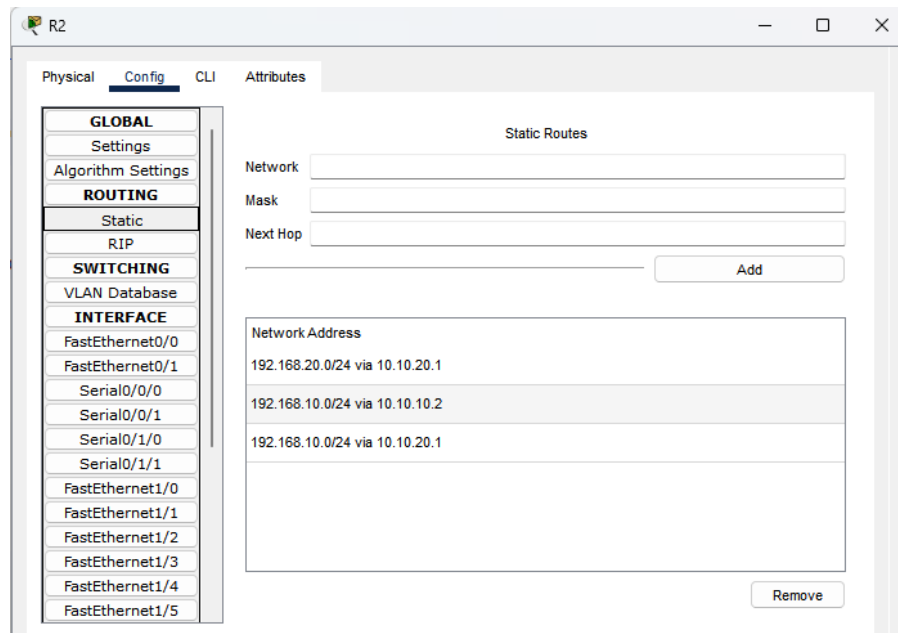 R2
Physical Config CLI Attributes
GLOBAL
Settings
Algorithm Settings
ROUTING
Static
RIP
SWITCHING
VLAN Database
INTERFACE
FastEthernet0/0
FastEthernet0/1
Serial0/0/0
Serial0/0/1
Serial0/1/0
Serial0/1/1
FastEthernet1/0
FastEthernet1/1
FastEthernet1/2
FastEthernet1/3
FastEthernet1/4
FastEthernet1/5
Static Routes
Network
Mask
Next Hop
Add
Network Address
192.168.20.0/24 via 10.10.20.1
192.168.10.0/24 via 10.10.10.2
192.168.10.0/24 via 10.10.20.1
Remove